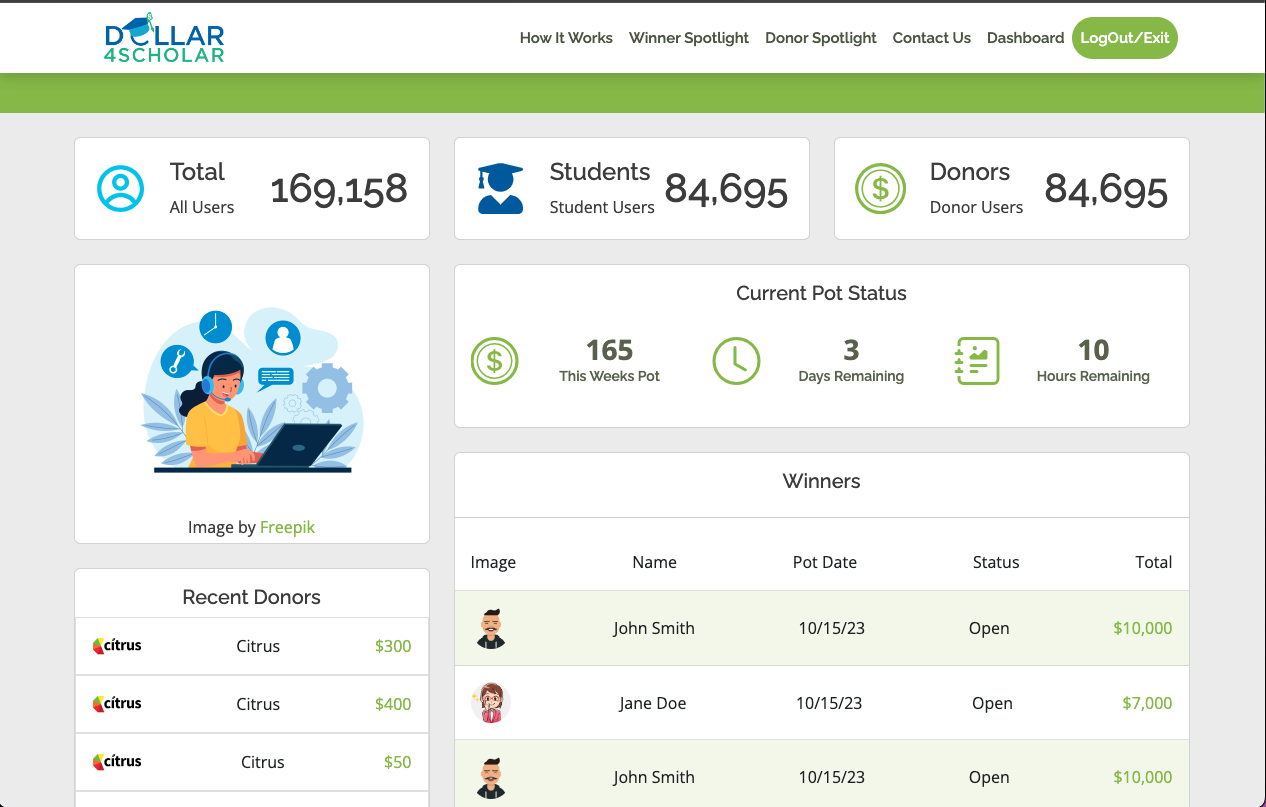 DOLLAR
4SCHOLAR
How It Works Winner Spotlight Donor Spotlight Contact Us Dashboard LogOut/Exit
Total
All Users
169,158
Students
Student Users
84,695
Donors
Donor Users
84,695
Image by Freepik
Current Pot Status
165
This Weeks Pot
3
Days Remaining
10
Hours Remaining
Recent Donors
cítrus Citrus $300
cítrus Citrus $400
cítrus Citrus $50
Winners
Image Name Pot Date Status Total
John Smith 10/15/23 Open $10,000
Jane Doe 10/15/23 Open $7,000
John Smith 10/15/23 Open $10,000